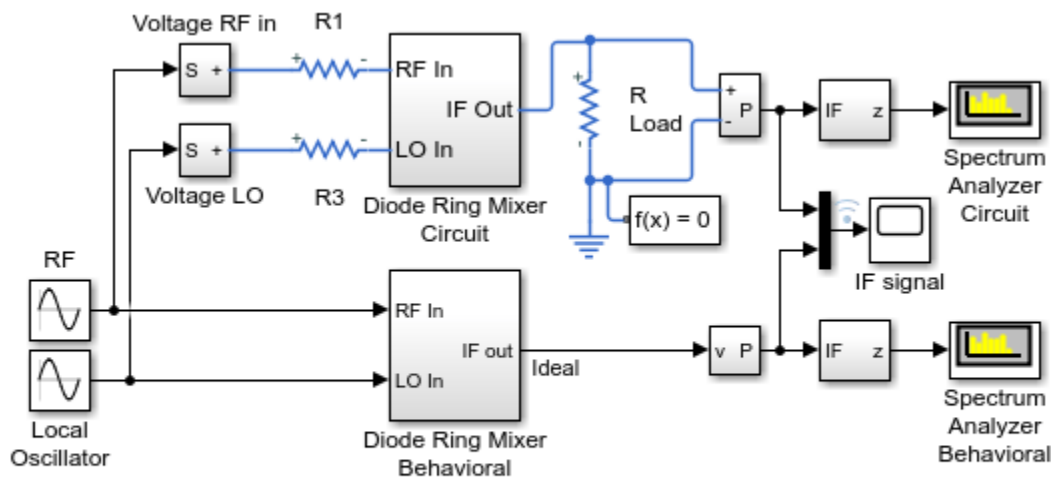 Voltage RF in
R1
S +
+ -
RF In
IF Out
LO In
Diode Ring Mixer
Circuit
S +
Voltage LO
+ -
R3
+
-
R
Load
f(x) = 0
+
-
P
IF z
Spectrum
Analyzer
Circuit
IF signal
RF
Local
Oscillator
RF In
IF out
LO In
Diode Ring Mixer
Behavioral
Ideal
v P
IF z
Spectrum
Analyzer
Behavioral